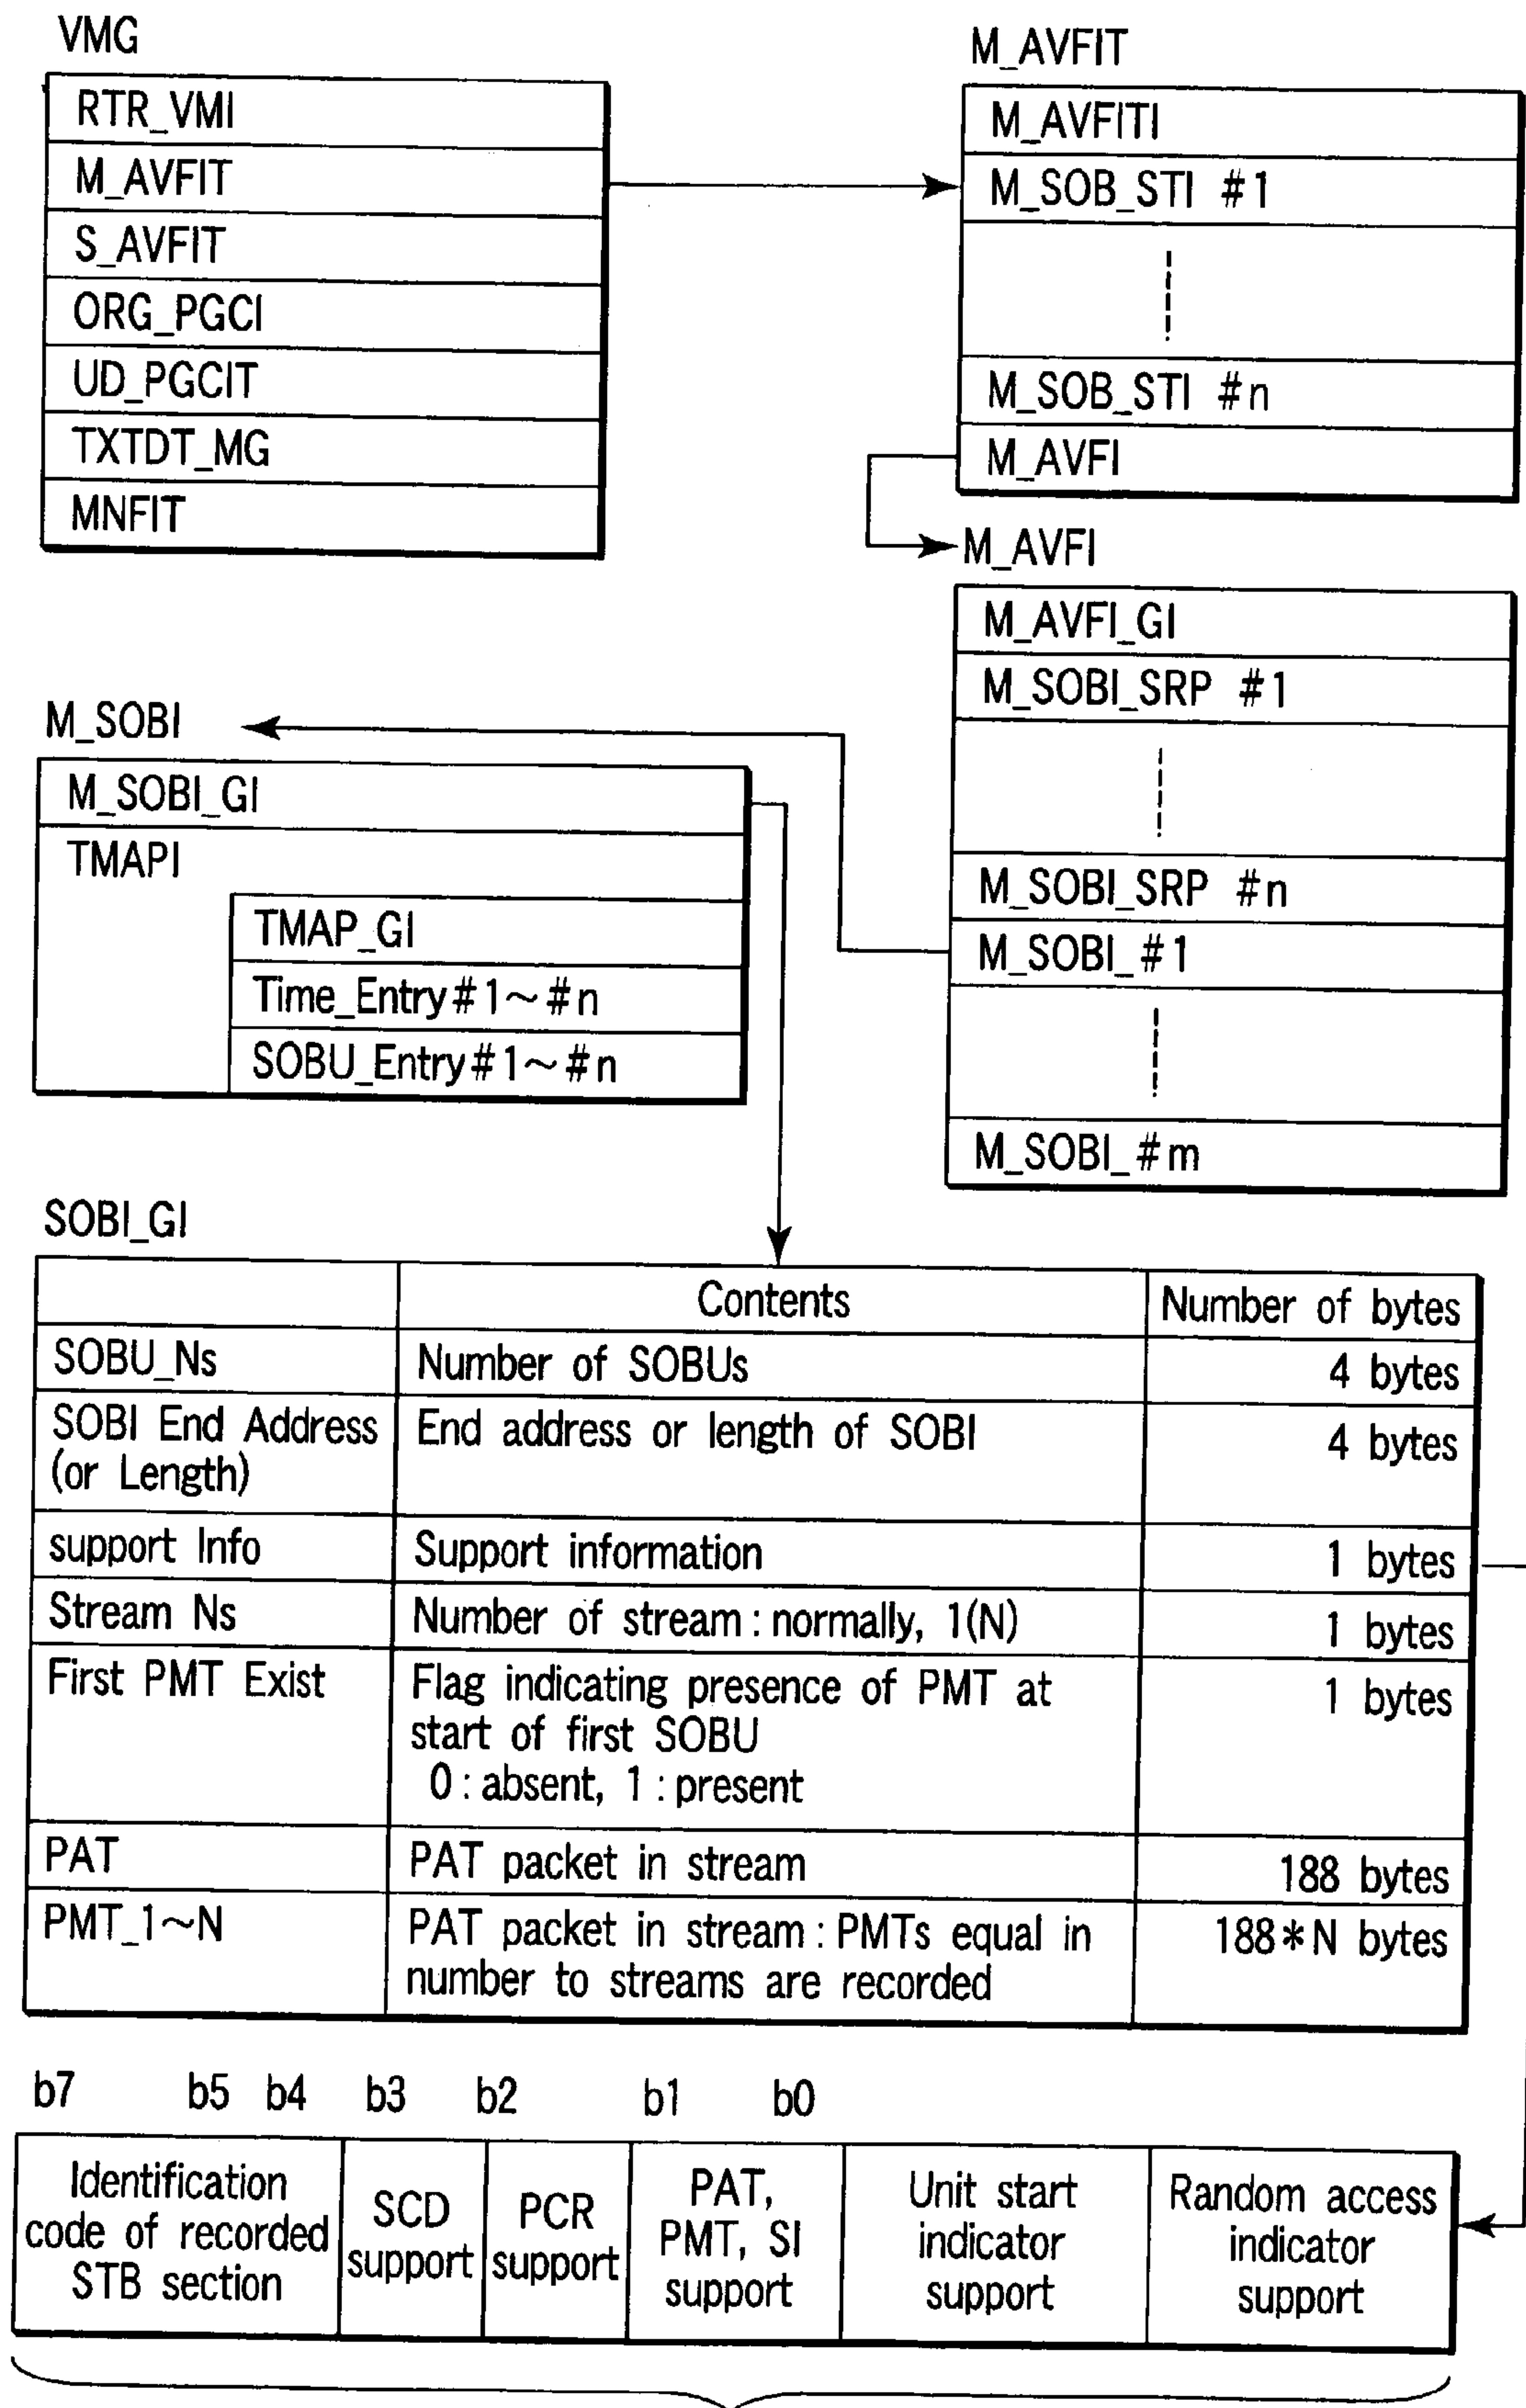 VMG
RTR_VMI
M_AVFIT
S_AVFIT
ORG_PGCI
UD_PGCIT
TXTDT_MG
MNFIT
M_AVFIT
M_AVFITI
M_SOB_STI #1
M_SOB_STI #n
M_AVFI
M_AVFI
M_AVFI_GI
M_SOBI_SRP #1
M_SOBI_SRP #n
M_SOBI_#1
M_SOBI_#m
M_SOBI
M_SOBI_GI
TMAPI
TMAP_GI
Time_Entry#1~#n
SOBU_Entry#1~#n
SOBI_GI
Contents
Number of bytes
SOBU_Ns
Number of SOBUs
4 bytes
SOBI End Address
(or Length)
End address or length of SOBI
4 bytes
support Info
Support information
1 bytes
Stream Ns
Number of stream : normally, 1(N)
1 bytes
First PMT Exist
Flag indicating presence of PMT at
start of first SOBU
0 : absent, 1 : present
1 bytes
PAT
PAT packet in stream
188 bytes
PMT_1~N
PAT packet in stream : PMTs equal in
number to streams are recorded
188*N bytes
b7 b5 b4 b3 b2 b1 b0
Identification
code of recorded
STB section
SCD
support
PCR
support
PAT,
PMT, SI
support
Unit start
indicator
support
Random access
indicator
support